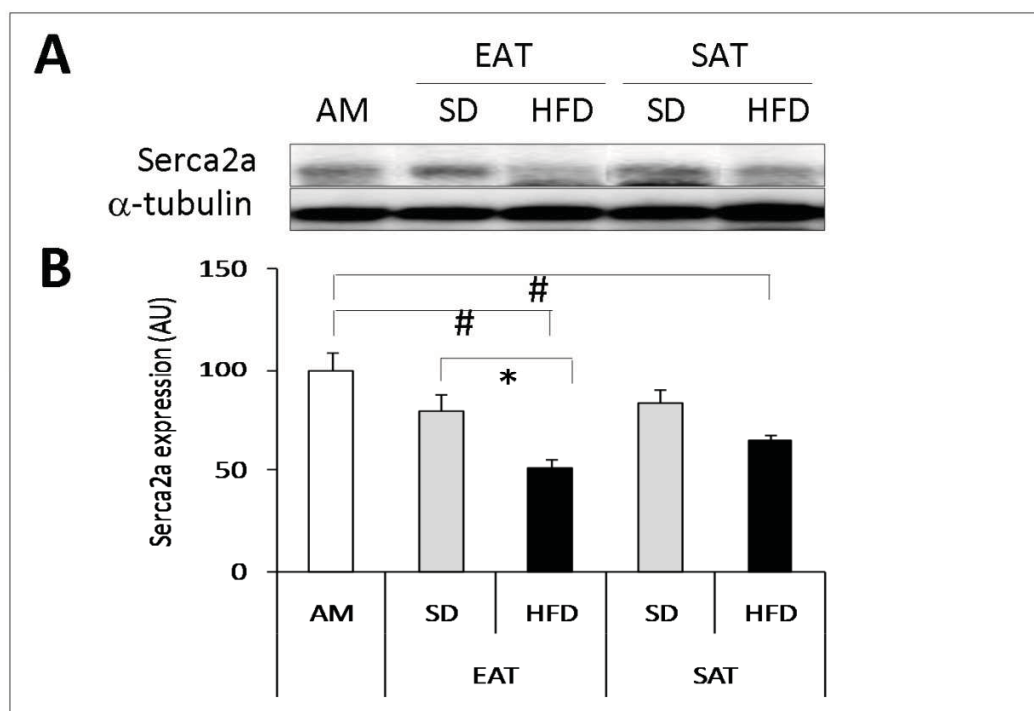 A
EAT SAT
AM SD HFD SD HFD
Serca2a
α-tubulin
B
Serca2a expression (AU)
150
#
#
100
*
50
0
AM SD HFD SD HFD
EAT SAT